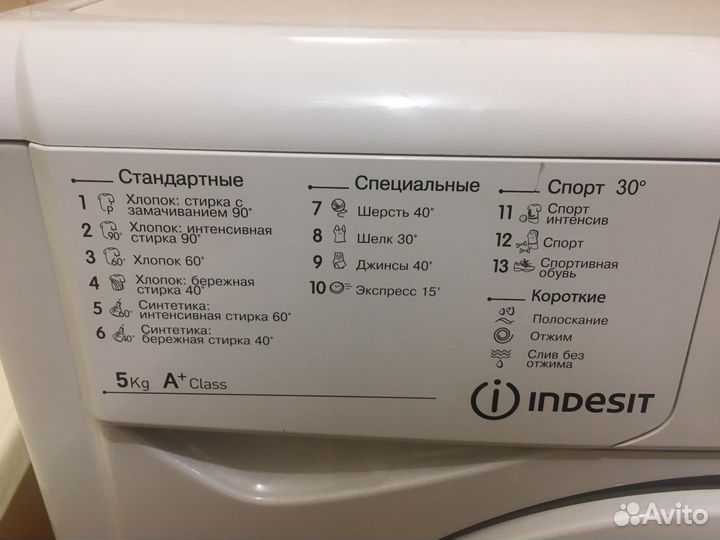 Стандартные
1 Хлопок: стирка с
замачиванием 90°
2 Хлопок: интенсивная
стирка 90°
3 Хлопок 60°
4 Хлопок: бережная
стирка 40°
5 Синтетика:
интенсивная стирка 60°
6 Синтетика:
бережная стирка 40°
5Kg A+ Class
Специальные
7 Шерсть 40°
8 Шелк 30°
9 Джинсы 40°
10 Экспресс 15'
Спорт 30°
11 Спорт
интенсив
12 Спорт
13 Спортивная
обувь
Короткие
Полоскание
Отжим
Слив без
отжима
INDESIT
Avito